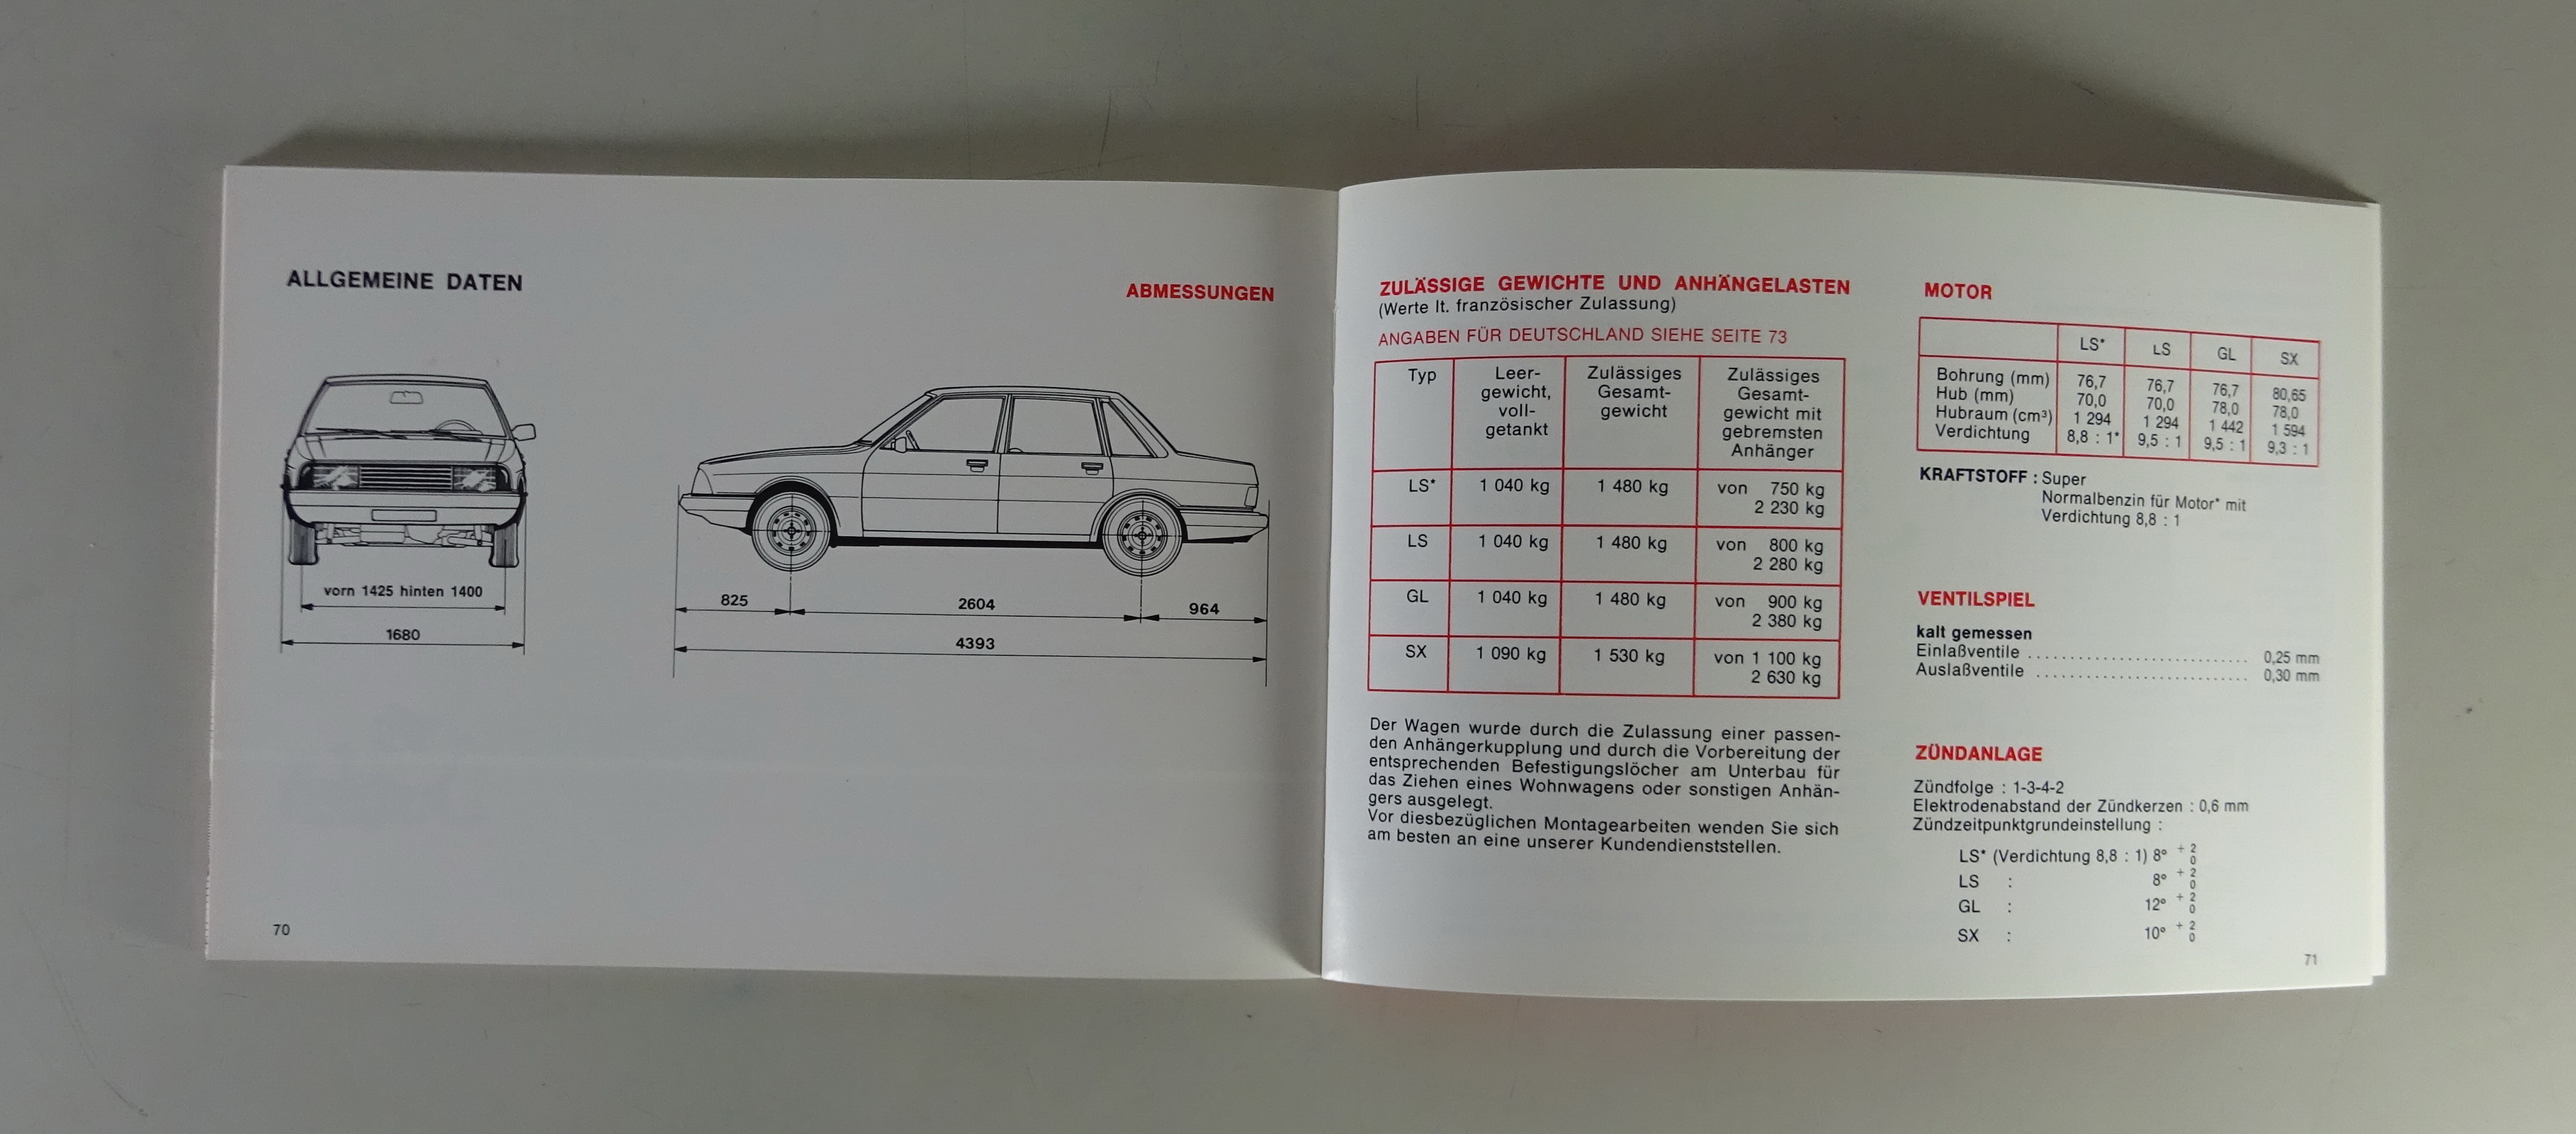 ALLGEMEINE DATEN
ABMESSUNGEN
vorn 1425 hinten 1400
1680
825
2604
964
4393
70
ZULÄSSIGE GEWICHTE UND ANHÄNGELASTEN
(Werte lt. französischer Zulassung)
ANGABEN FÜR DEUTSCHLAND SIEHE SEITE 73
Typ
Leer-
gewicht,
voll-
getankt
Zulässiges
Gesamt-
gewicht
Zulässiges
Gesamt-
gewicht mit
gebremsten
Anhänger
LS* 1 040 kg 1 480 kg von 750 kg
2 230 kg
LS 1 040 kg 1 480 kg von 800 kg
2 280 kg
GL 1 040 kg 1 480 kg von 900 kg
2 380 kg
SX 1 090 kg 1 530 kg von 1 100 kg
2 630 kg
Der Wagen wurde durch die Zulassung einer passen-
den Anhängerkupplung und durch die Vorbereitung der
entsprechenden Befestigungslöcher am Unterbau für
das Ziehen eines Wohnwagens oder sonstigen Anhän-
gers ausgelegt.
Vor diesbezüglichen Montagearbeiten wenden Sie sich
am besten an eine unserer Kundendienststellen.
MOTOR
LS* LS GL SX
Bohrung (mm) 76,7 76,7 76,7 80,65
Hub (mm) 70,0 70,0 78,0 78,0
Hubraum (cm³) 1 294 1 294 1 442 1 594
Verdichtung 8,8 : 1* 9,5 : 1 9,5 : 1 9,3 : 1
KRAFTSTOFF : Super
Normalbenzin für Motor* mit
Verdichtung 8,8 : 1
VENTILSPIEL
kalt gemessen
Einlaßventile ........................... 0,25 mm
Auslaßventile .......................... 0,30 mm
ZÜNDANLAGE
Zündfolge : 1-3-4-2
Elektrodenabstand der Zündkerzen : 0,6 mm
Zündzeitpunktgrundeinstellung :
LS* (Verdichtung 8,8 : 1) 8° + 2 0
LS : 8° + 2 0
GL : 12° + 2 0
SX : 10° + 2 0
71